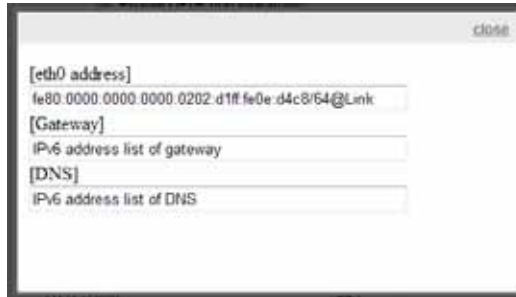 close
[eth0 address]
fe80:0000:0000:0000:0202:d1ff:fe0e:d4c8/64@Link
[Gateway]
IPv6 address list of gateway
[DNS]
IPv6 address list of DNS